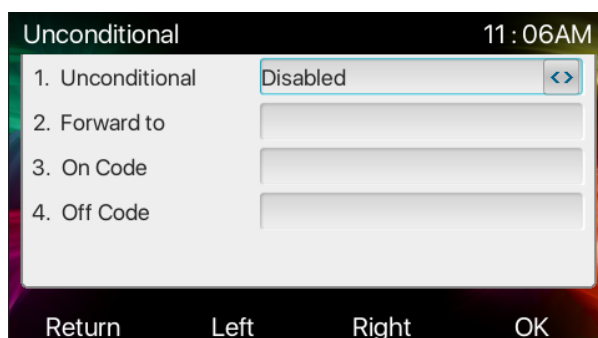 Unconditional 11:06AM
1. Unconditional Disabled <>
2. Forward to
3. On Code
4. Off Code
Return Left Right OK